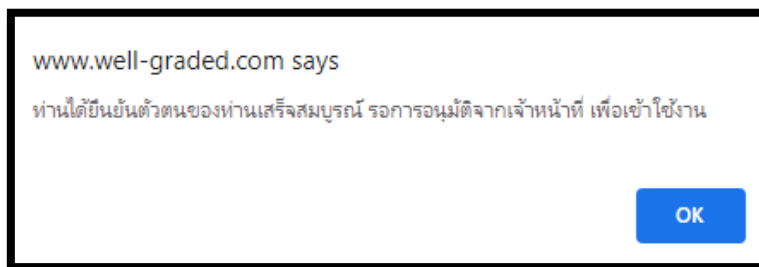 www.well-graded.com says
ท่านได้ยืนยันตัวตนของท่านเสร็จสมบูรณ์ รอการอนุมัติจากเจ้าหน้าที่ เพื่อเข้าใช้งาน
OK